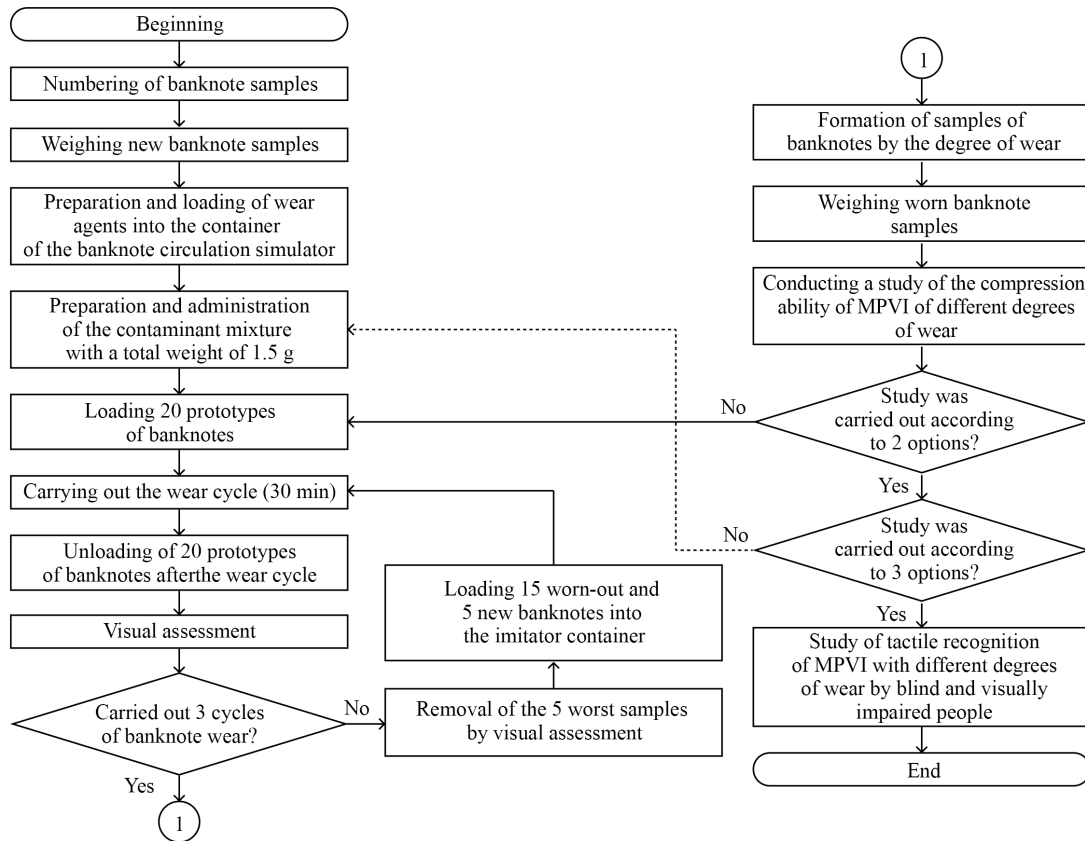 Beginning
Numbering of banknote samples
Weighing new banknote samples
Preparation and loading of wear
agents into the container
of the banknote circulation simulator
Preparation and administration
of the contaminant mixture
with a total weight of 1.5 g
Loading 20 prototypes
of banknotes
Carrying out the wear cycle (30 min)
Unloading of 20 prototypes
of banknotes afterthe wear cycle
Visual assessment
Carried out 3 cycles
of banknote wear?
No
Yes
1
Removal of the 5 worst samples
by visual assessment
Loading 15 worn-out and
5 new banknotes into
the imitator container
1
Formation of samples of
banknotes by the degree of wear
Weighing worn banknote
samples
Conducting a study of the compression
ability of MPVI of different degrees
of wear
Study was
carried out according
to 2 options?
No
Yes
Study was
carried out according
to 3 options?
No
Yes
Study of tactile recognition
of MPVI with different degrees
of wear by blind and visually
impaired people
End